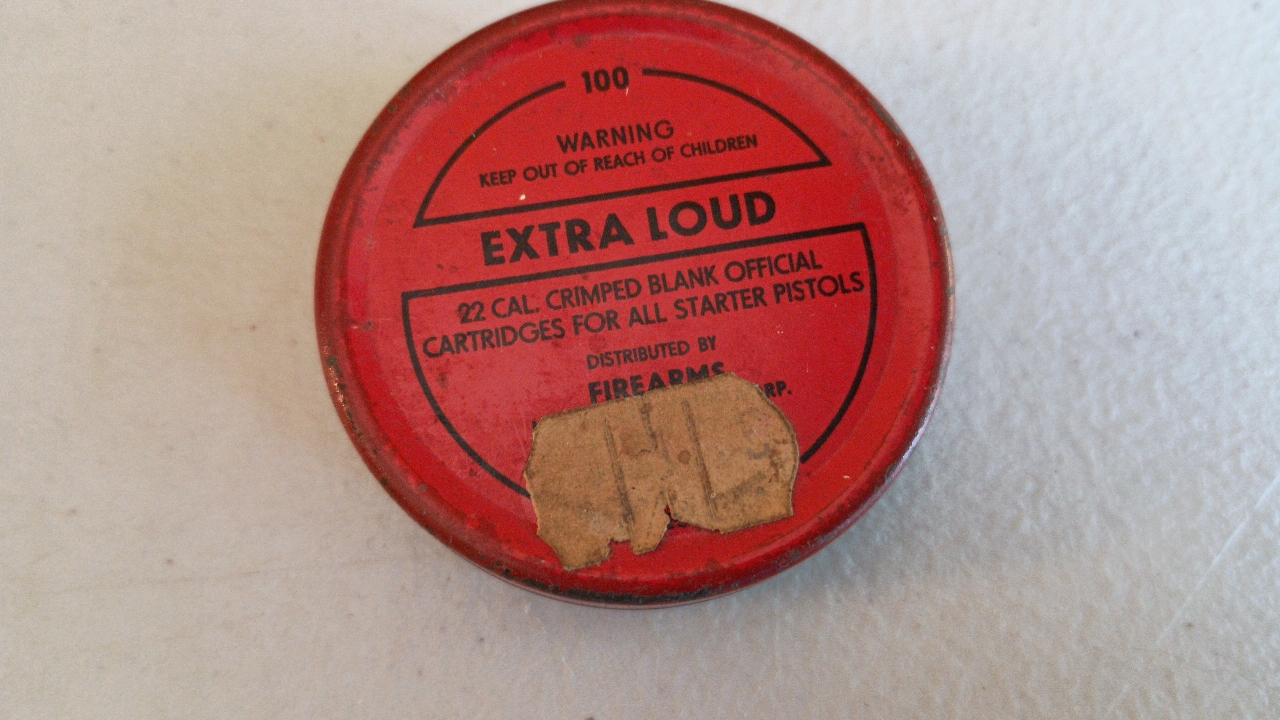 100
WARNING
KEEP OUT OF REACH OF CHILDREN
EXTRA LOUD
22 CAL. CRIMPED BLANK OFFICIAL
CARTRIDGES FOR ALL STARTER PISTOLS
DISTRIBUTED BY
FIREARMS